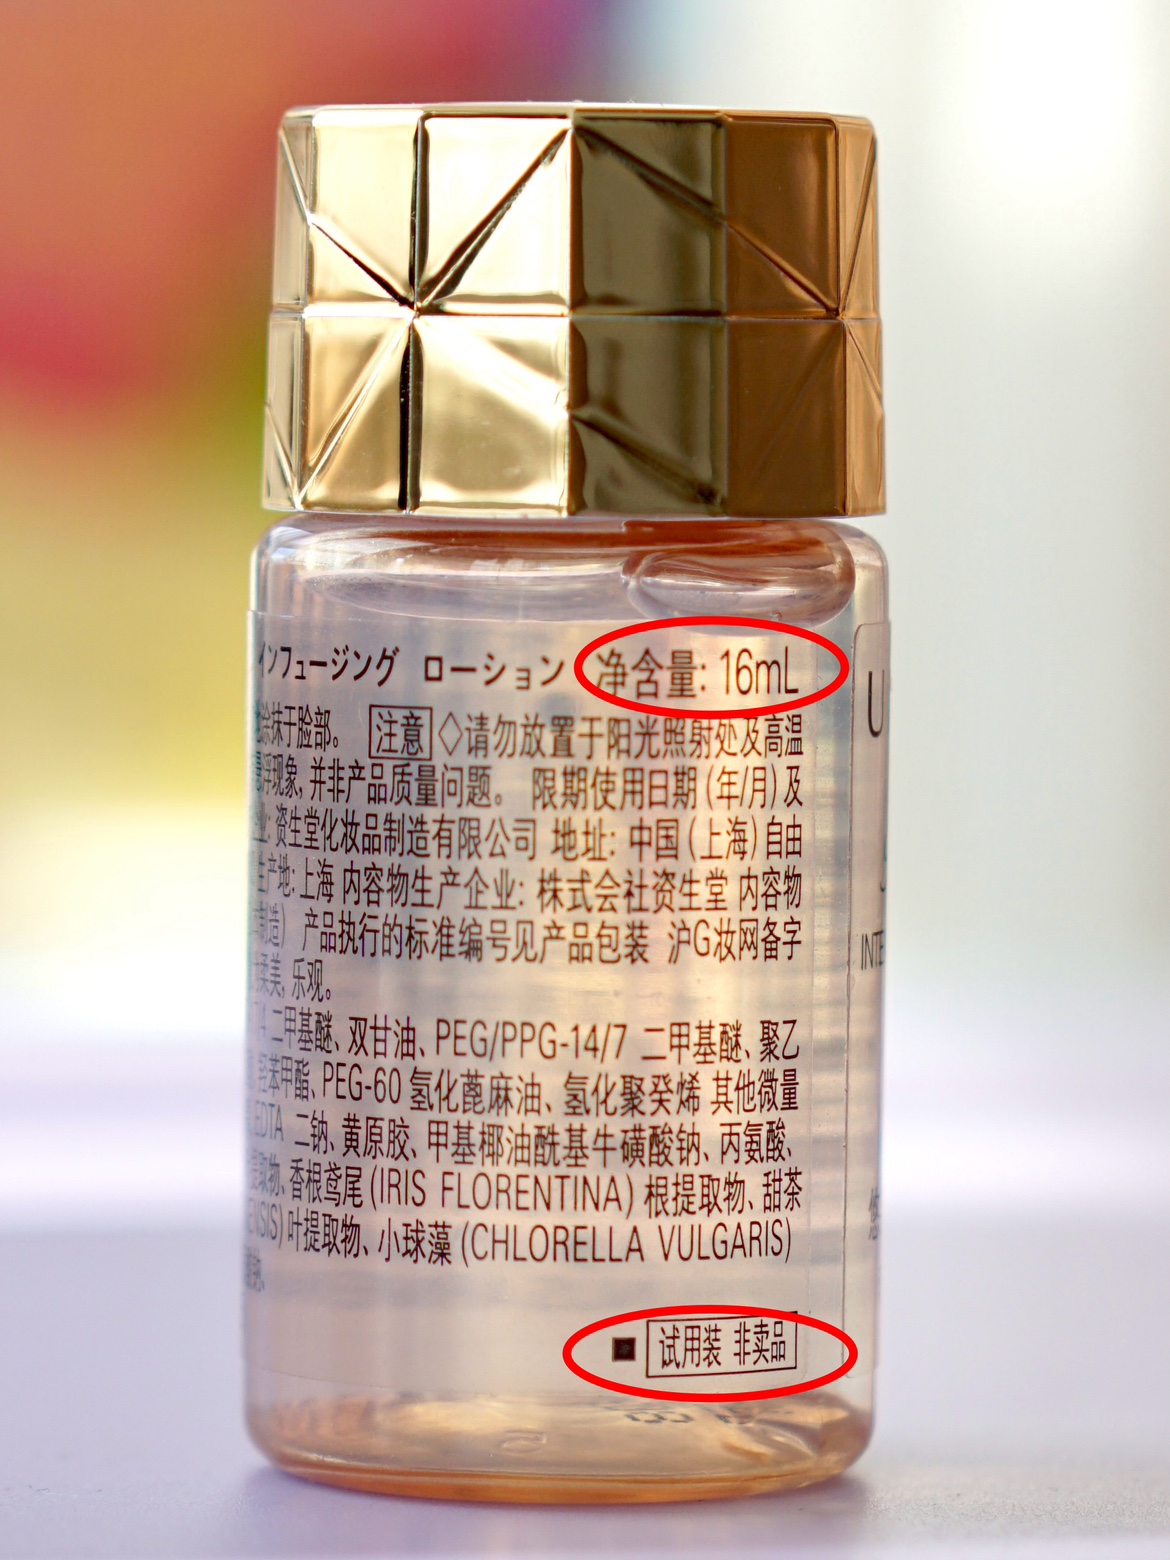 インフュージング ローション 净含量: 16mL
涂抹于脸部。 注意 ◇请勿放置于阳光照射处及高温
浮现象, 并非产品质量问题。 限期使用日期 (年/月) 及
业: 资生堂化妆品制造有限公司 地址: 中国 (上海) 自由
生产地: 上海 内容物生产企业: 株式会社资生堂 内容物
制造) 产品执行的标准编号见产品包装 沪G妆网备字
柔美, 乐观。
二甲基醚、双甘油、PEG/PPG-14/7 二甲基醚、聚乙
羟苯甲酯、PEG-60 氢化蓖麻油、氢化聚癸烯 其他微量
EDTA 二钠、黄原胶、甲基椰油酰基牛磺酸钠、丙氨酸、
提取物、香根鸢尾 (IRIS FLORENTINA) 根提取物、甜茶
ENSIS) 叶提取物、小球藻 (CHLORELLA VULGARIS)
酸钠.
■ 试用装 非卖品
U
INTE
悠